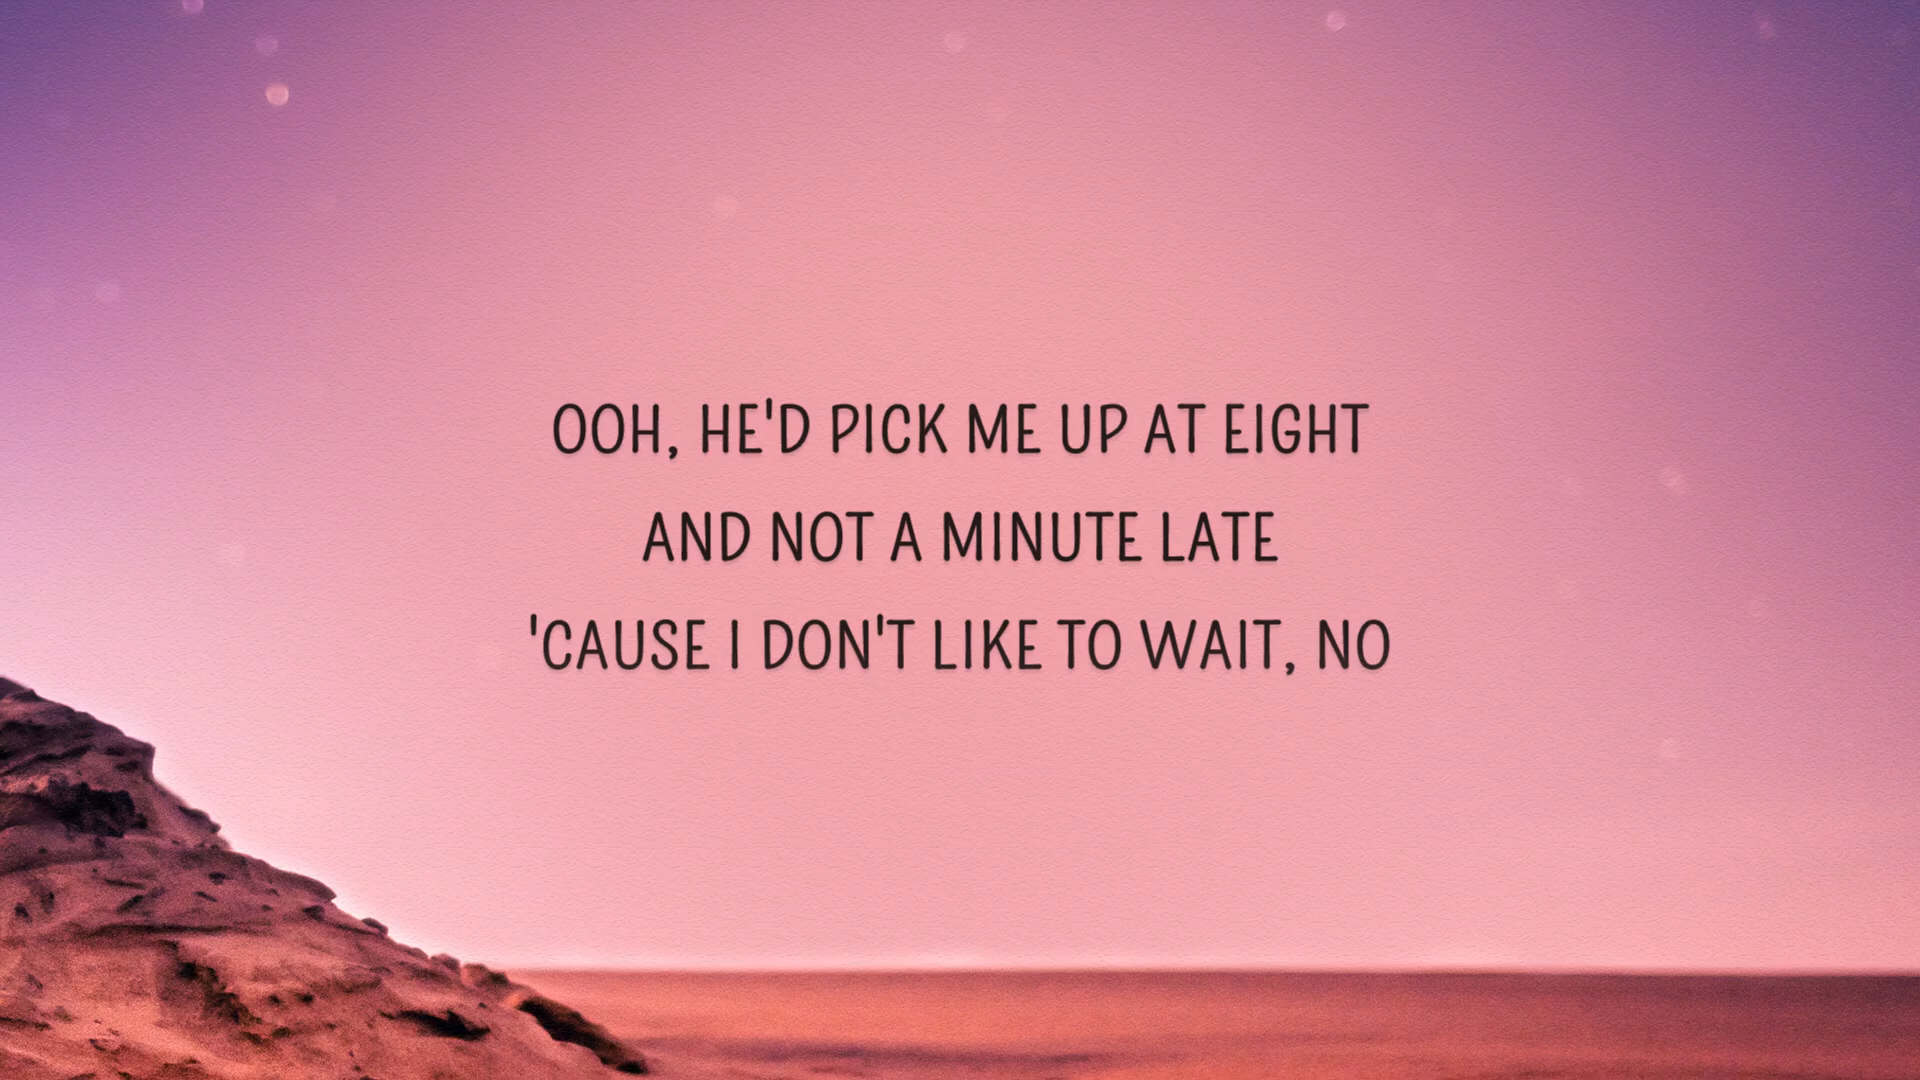 OOH, HE'D PICK ME UP AT EIGHT
AND NOT A MINUTE LATE
'CAUSE I DON'T LIKE TO WAIT, NO